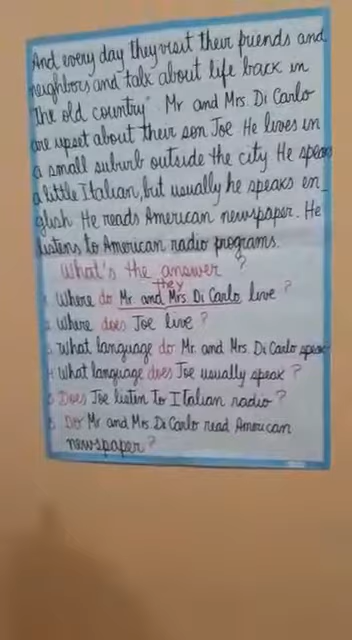 And every day they visit their friends and
neighbors and talk about life back in
"the old country". Mr and Mrs. Di Carlo
are upset about their son Joe. He lives in
a small suburb outside the city He speaks
a little Italian, but usually he speaks en_
glish He reads American newspaper. He
listens to American radio programs.
What's the answer ?
they
1 Where do Mr. and Mrs Di Carlo live ?
2 Where does Joe live ?
3 What language do Mr. and Mrs. Di Carlo speak
4 What language does Joe usually speak ?
5 Does Joe listen to Italian radio ?
6 Do Mr and Mrs Di Carlo read American
newspaper ?